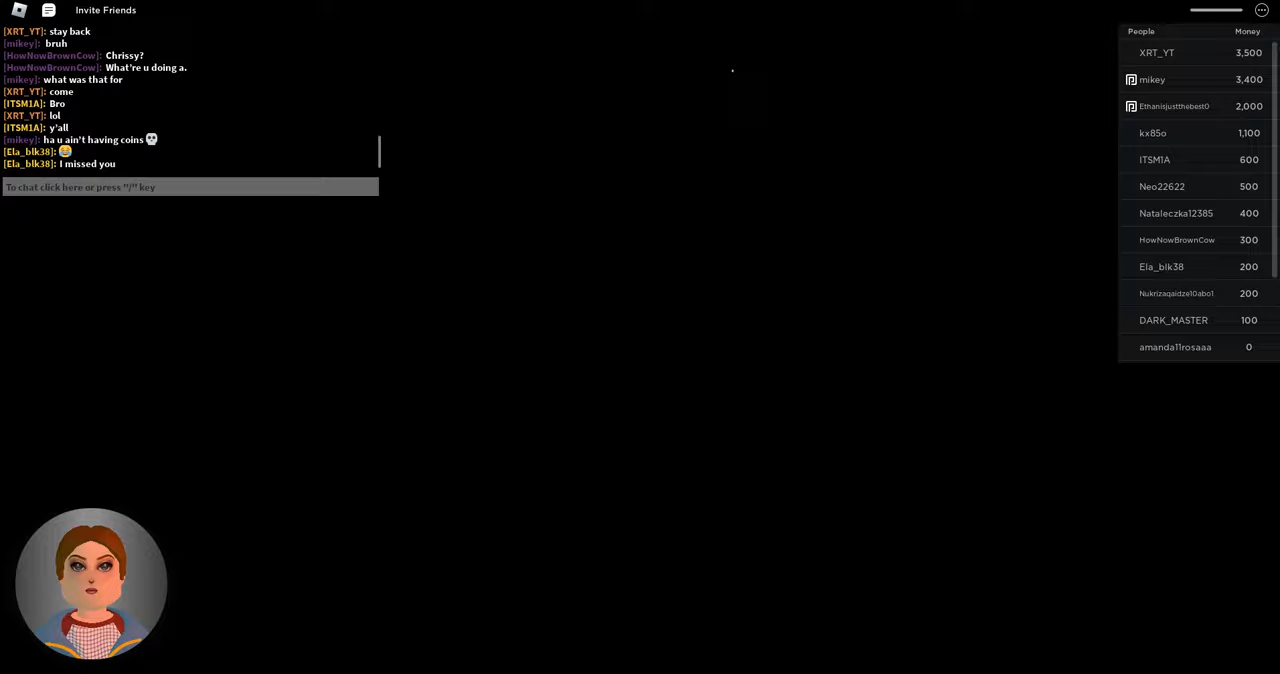 Invite Friends
[XRT_YT]: stay back
[mikey]: bruh
[HowNowBrownCow]: Chrissy?
[HowNowBrownCow]: What're u doing a.
[mikey]: what was that for
[XRT_YT]: come
[ITSM1A]: Bro
[XRT_YT]: lol
[ITSM1A]: y'all
[mikey]: ha u ain't having coins💀
[Ela_blk38]: 😂
[Ela_blk38]: I missed you
To chat click here or press "/" key
People Money
XRT_YT 3,500
mikey 3,400
Ethanisjustthebest0 2,000
kx85o 1,100
ITSM1A 600
Neo22622 500
Nataleczka12385 400
HowNowBrownCow 300
Ela_blk38 200
Nukrizaqaidze10abo1 200
DARK_MASTER 100
amanda11rosaaa 0